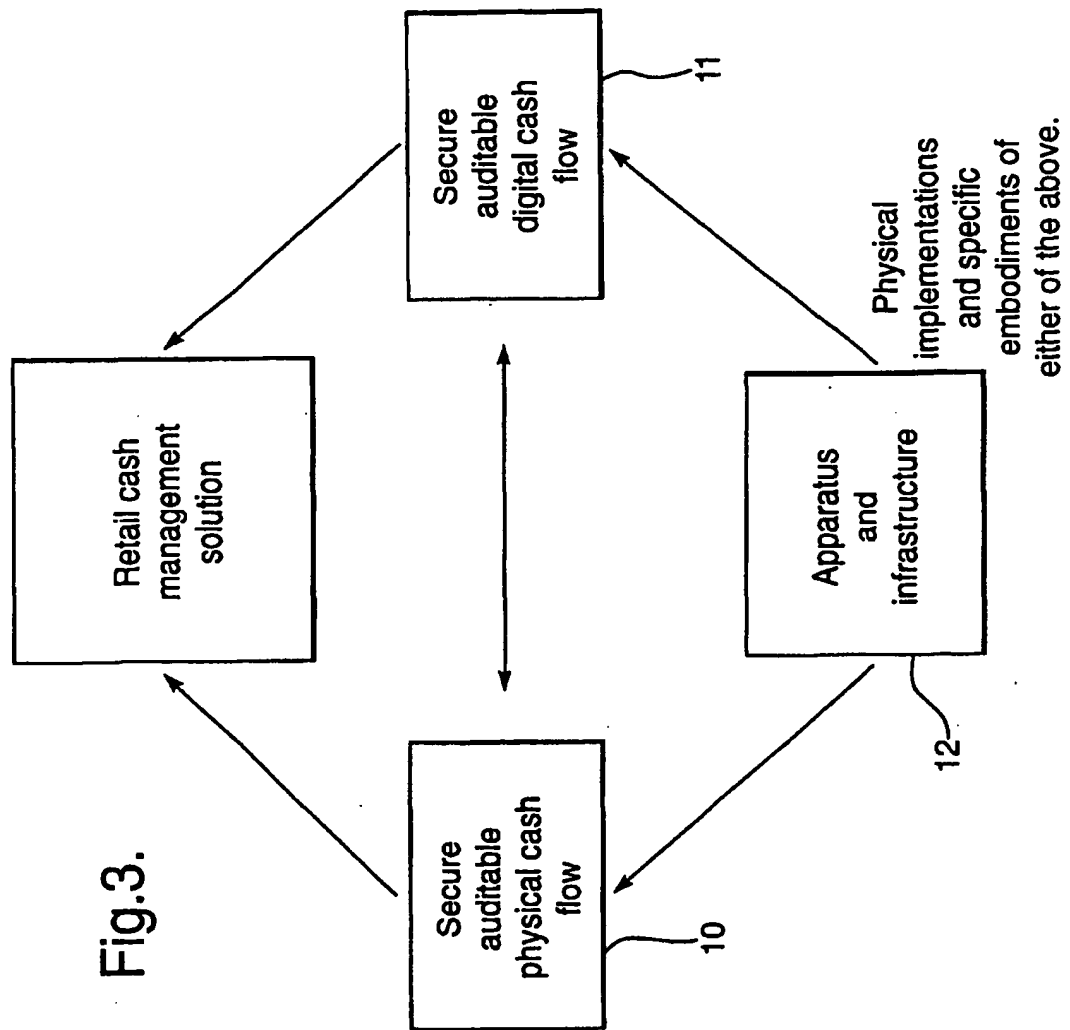 Fig.3.
Retail cash
management
solution
Secure
auditable
physical cash
flow
10
Secure
auditable
digital cash
flow
11
Apparatus
and
infrastructure
12
Physical
implementations
and specific
embodiments of
either of the above.